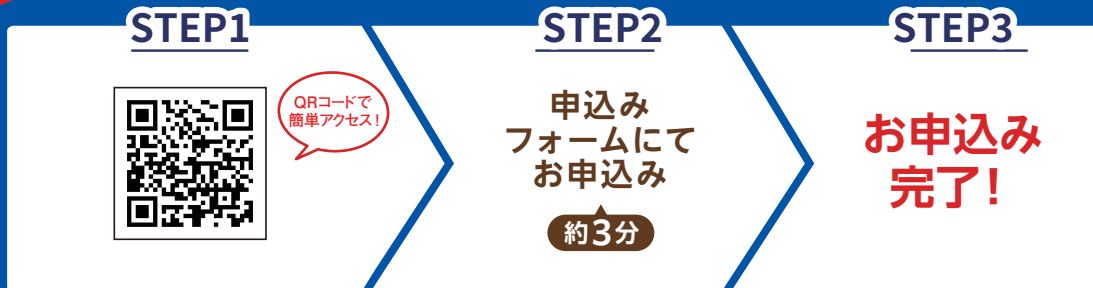 STEP1
QRコードで
簡単アクセス!
STEP2
申込み
フォームにて
お申込み
約3分
STEP3
お申込み
完了!